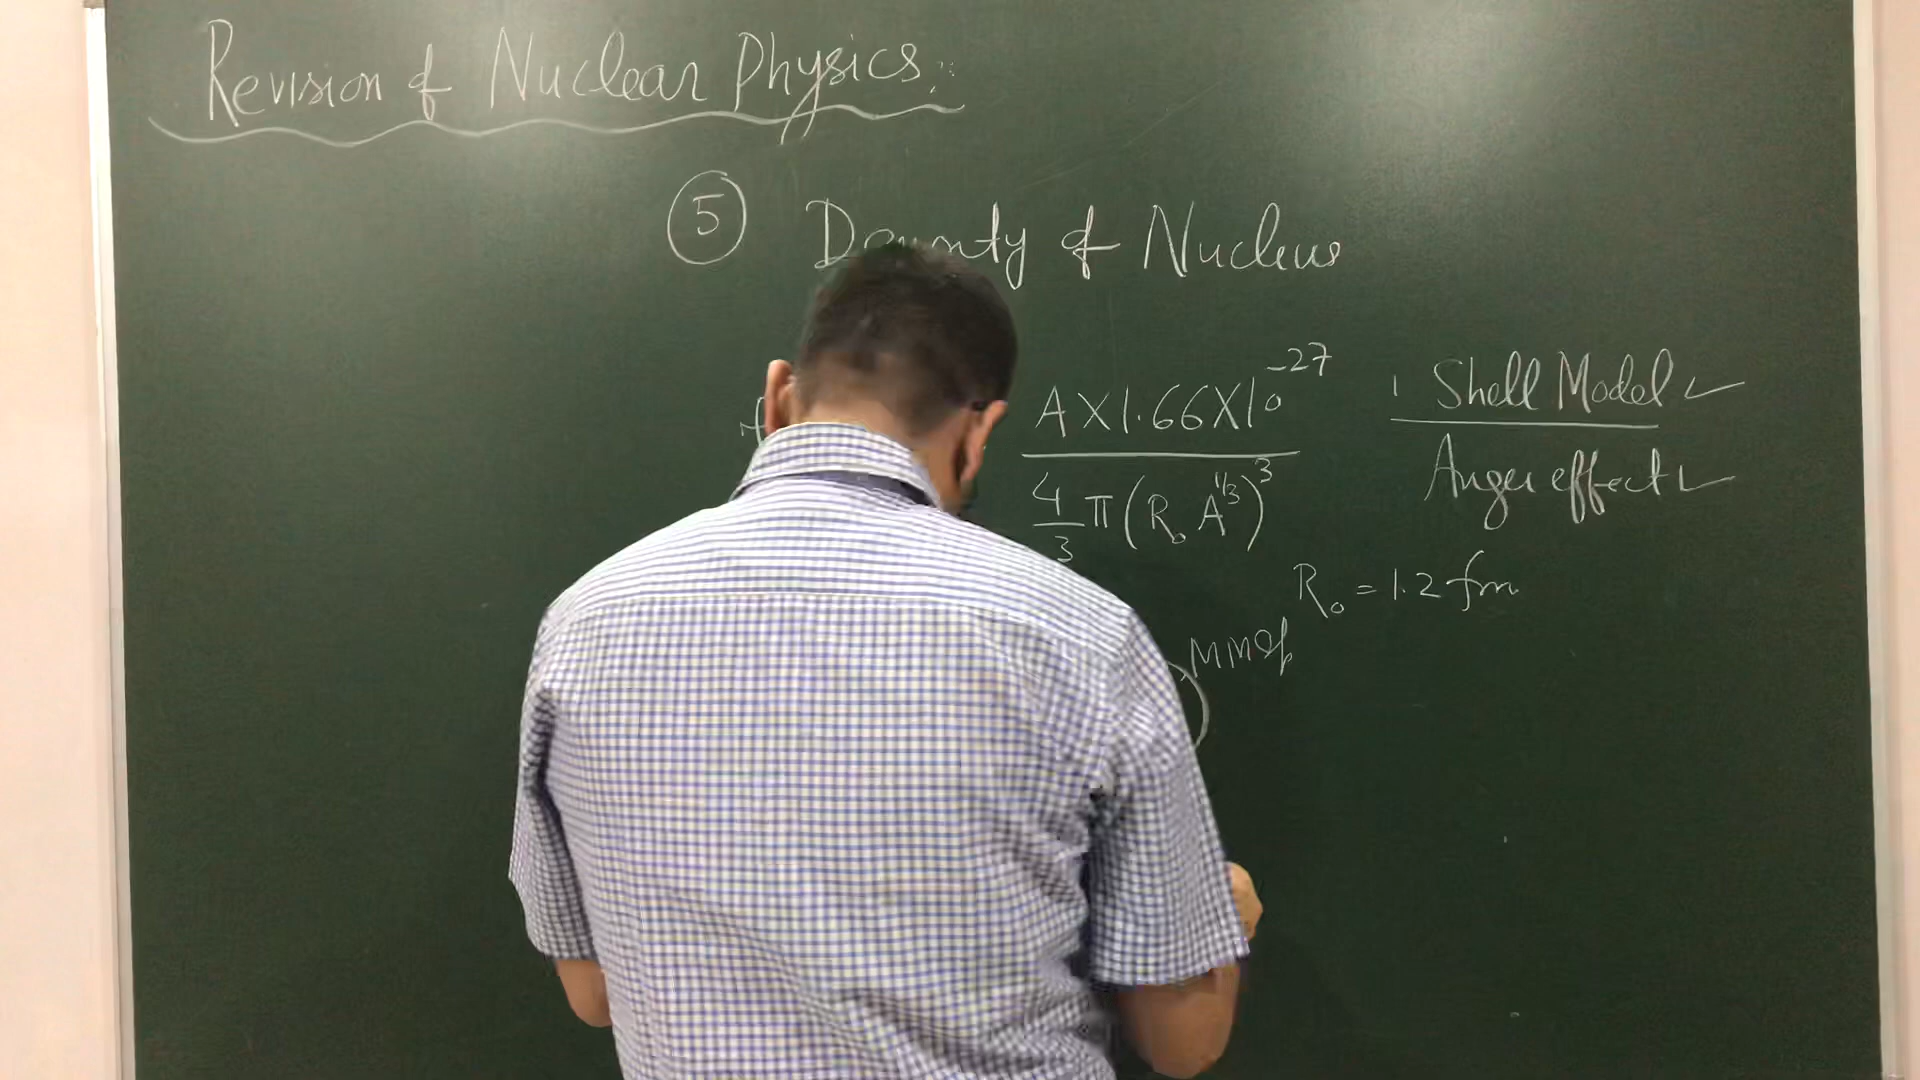 Revision of Nuclear Physics.
5 Density of Nucleus
A X 1.66 X 10^-27
4/3 π (R₀ A^1/3)^3
Shell Model ✓
Auger effect ✓
R₀ = 1.2 fm